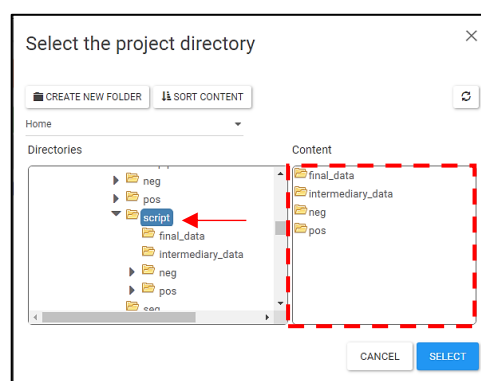 Select the project directory
CREATE NEW FOLDER
SORT CONTENT
Home
Directories
neg
pos
script
final_data
intermediary_data
neg
pos
seg
Content
final_data
intermediary_data
neg
pos
CANCEL
SELECT